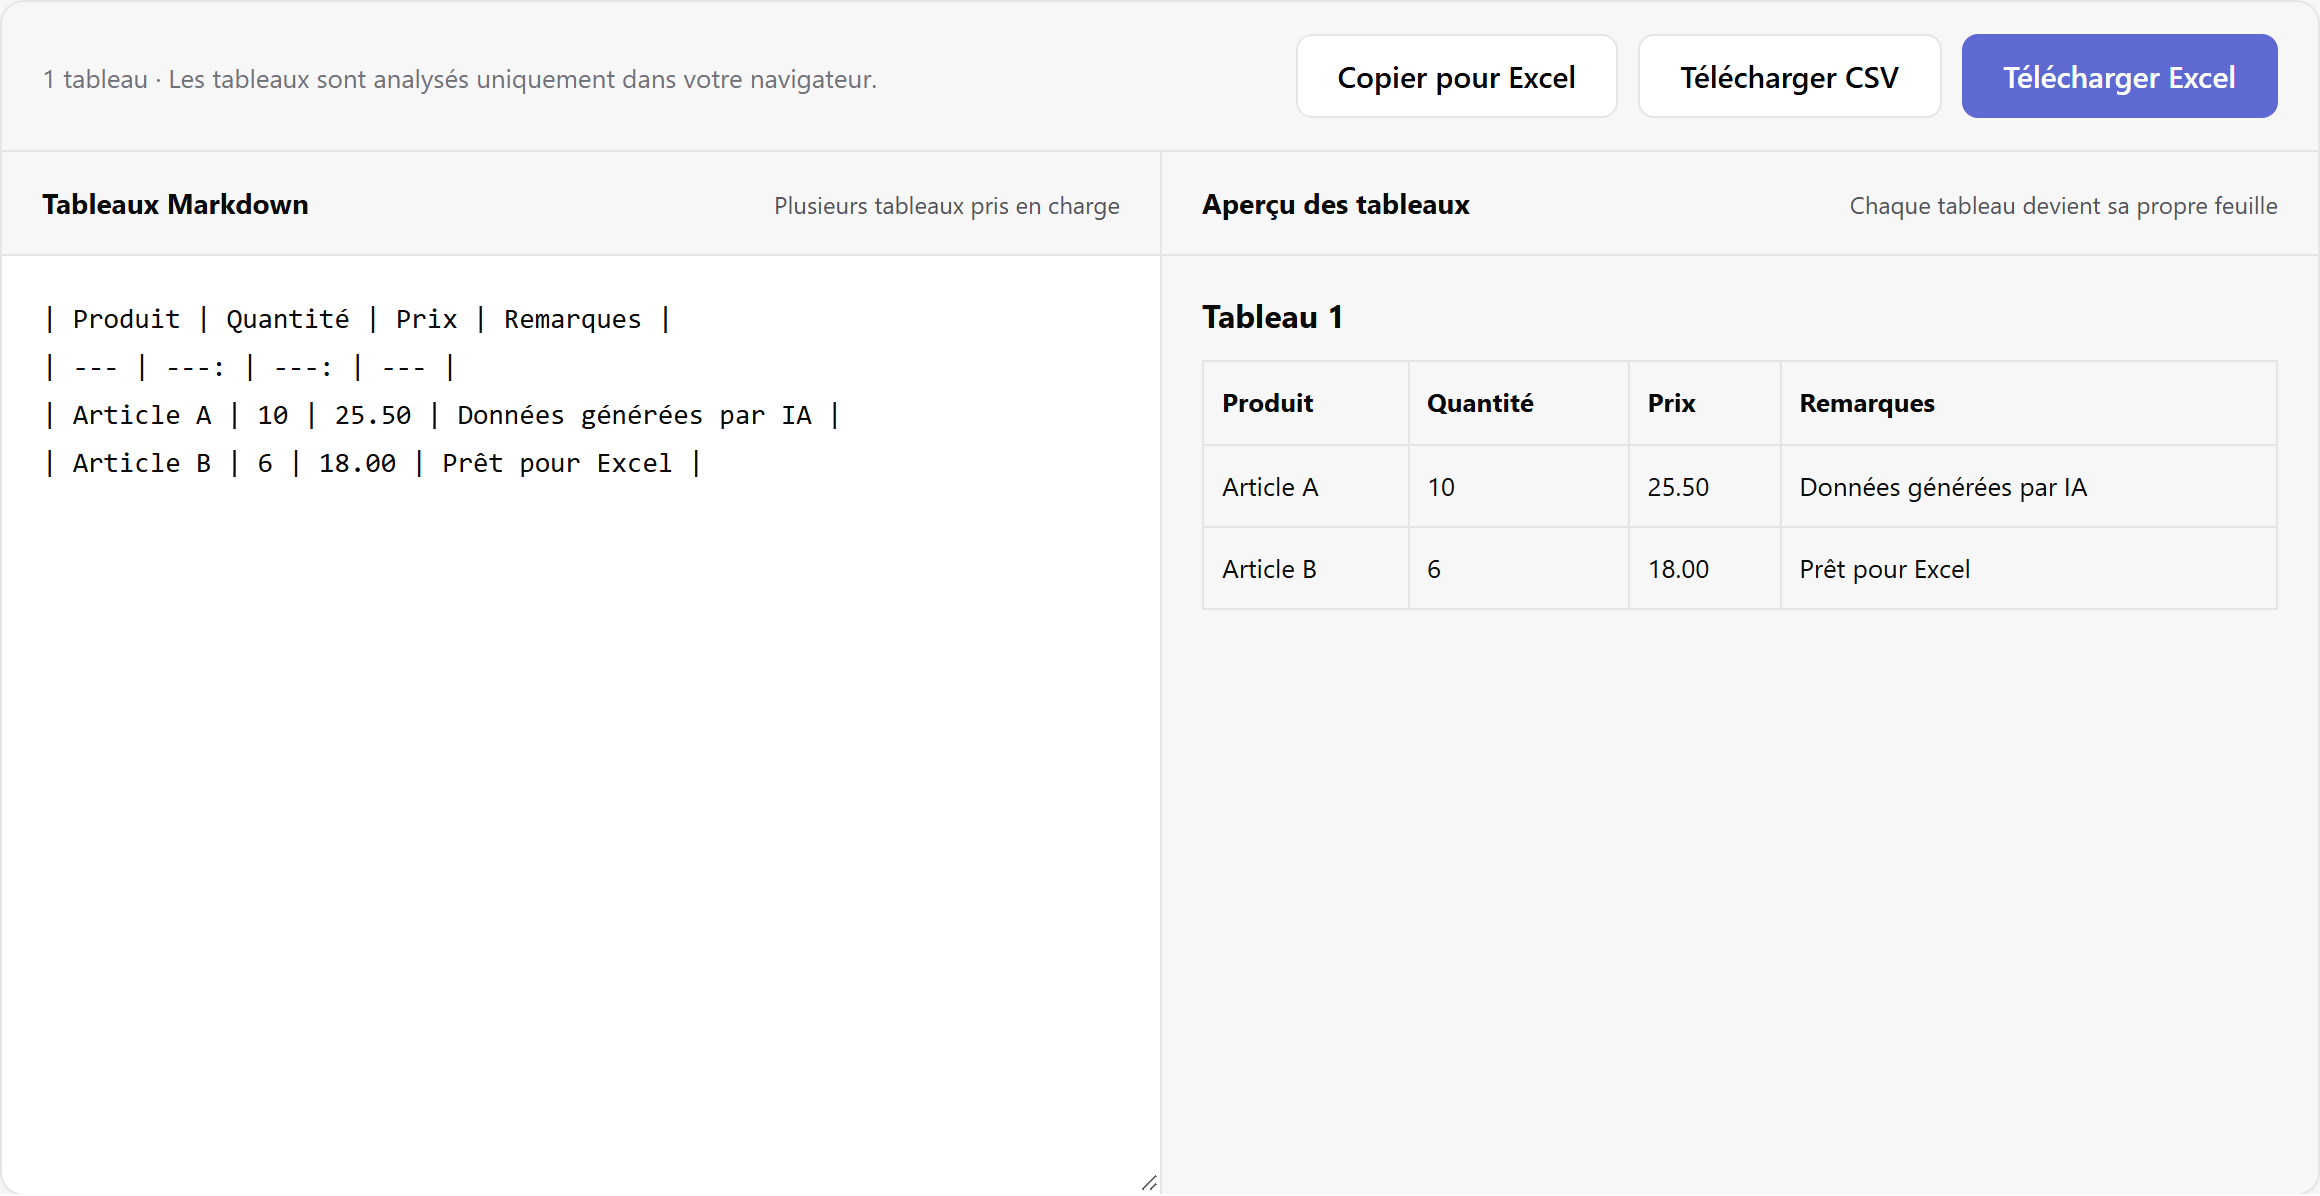 1 tableau · Les tableaux sont analysés uniquement dans votre navigateur.
Copier pour Excel
Télécharger CSV
Télécharger Excel
Tableaux Markdown
Plusieurs tableaux pris en charge
Aperçu des tableaux
Chaque tableau devient sa propre feuille
| Produit | Quantité | Prix | Remarques |
| --- | ---: | ---: | --- |
| Article A | 10 | 25.50 | Données générées par IA |
| Article B | 6 | 18.00 | Prêt pour Excel |
Tableau 1
Produit Quantité Prix Remarques
Article A 10 25.50 Données générées par IA
Article B 6 18.00 Prêt pour Excel